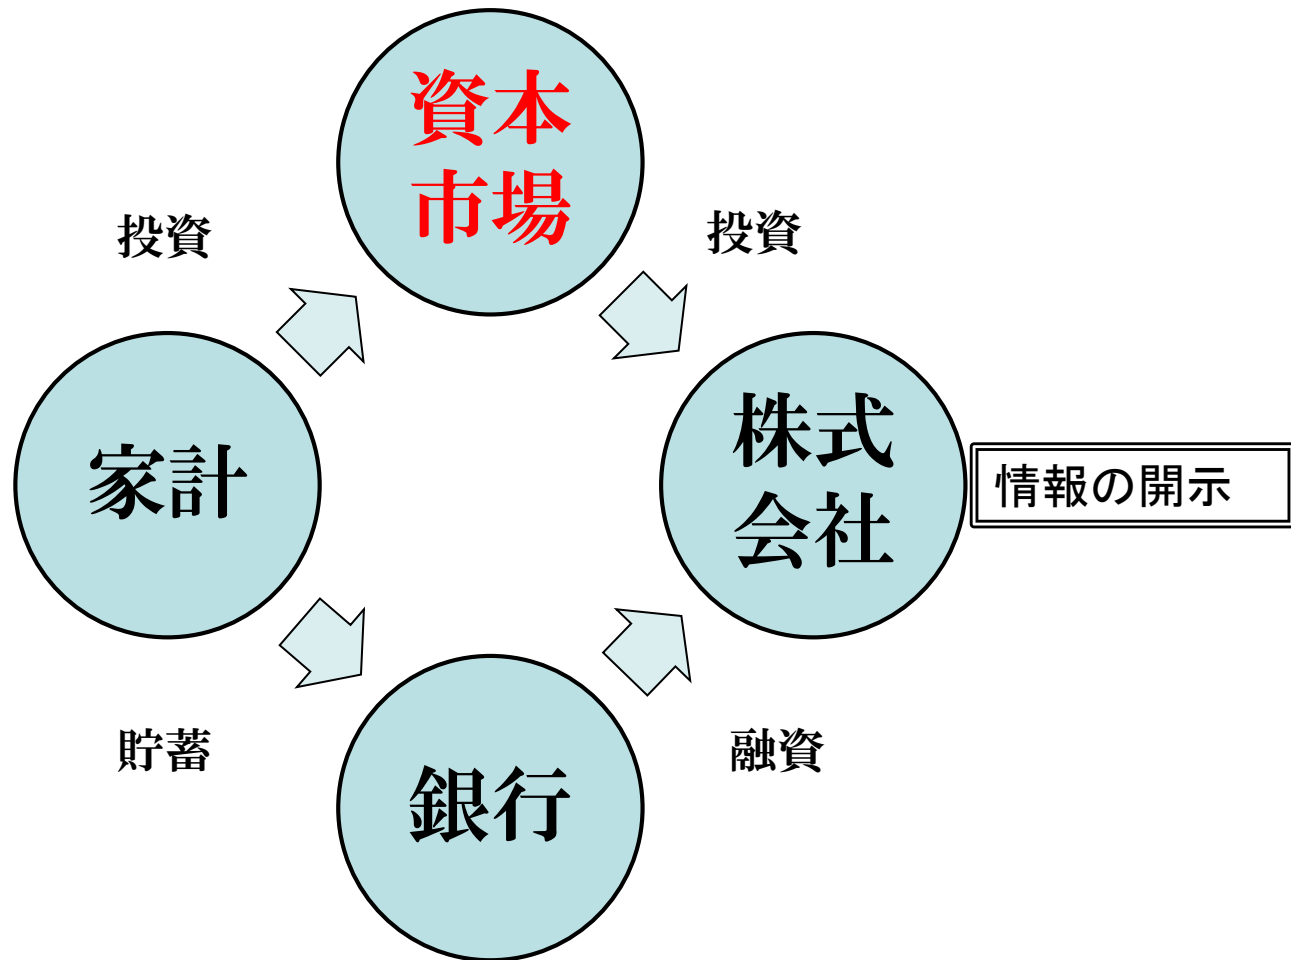 資本
市場
投資
投資
家計
株式
会社
情報の開示
貯蓄
融資
銀行